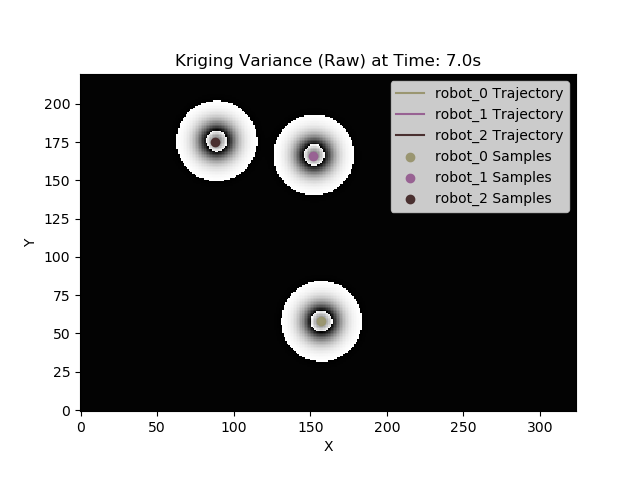 Kriging Variance (Raw) at Time: 7.0s
robot_0 Trajectory
robot_1 Trajectory
robot_2 Trajectory
robot_0 Samples
robot_1 Samples
robot_2 Samples
200
175
150
125
100
75
50
25
0
Y
0 50 100 150 200 250 300
X